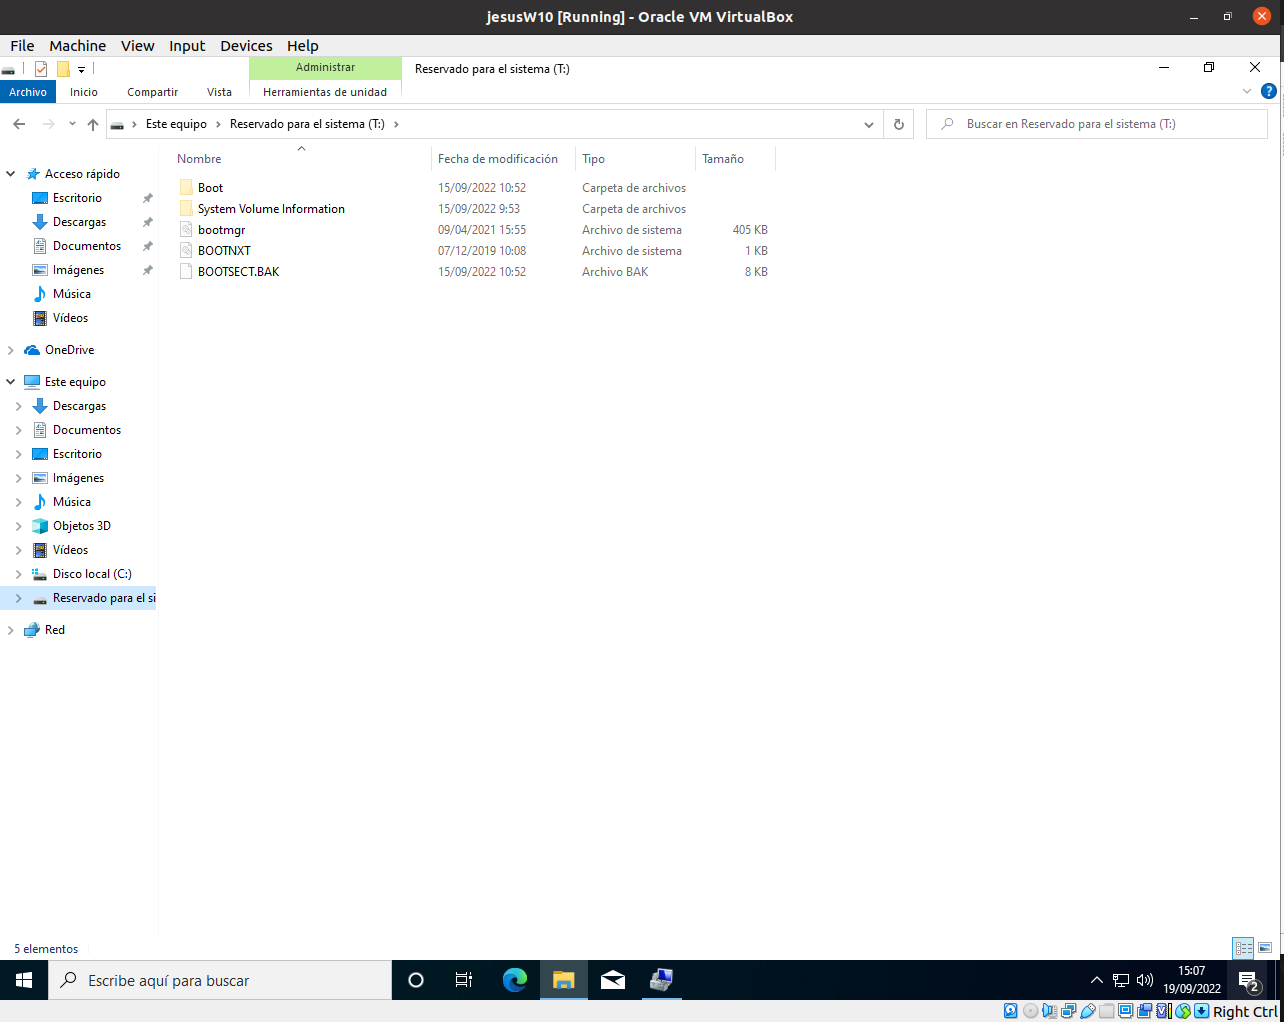 jesusW10 [Running] - Oracle VM VirtualBox
File Machine View Input Devices Help
Administrar Reservado para el sistema (T:)
Archivo Inicio Compartir Vista Herramientas de unidad
Este equipo Reservado para el sistema (T:) Buscar en Reservado para el sistema (T:)
Nombre Fecha de modificación Tipo Tamaño
Boot 15/09/2022 10:52 Carpeta de archivos
System Volume Information 15/09/2022 9:53 Carpeta de archivos
bootmgr 09/04/2021 15:55 Archivo de sistema 405 KB
BOOTNXT 07/12/2019 10:08 Archivo de sistema 1 KB
BOOTSECT.BAK 15/09/2022 10:52 Archivo BAK 8 KB
Acceso rápido
Escritorio
Descargas
Documentos
Imágenes
Música
Vídeos
OneDrive
Este equipo
Descargas
Documentos
Escritorio
Imágenes
Música
Objetos 3D
Vídeos
Disco local (C:)
Reservado para el si
Red
5 elementos
Escribe aquí para buscar
15:07
19/09/2022
2
Right Ctrl